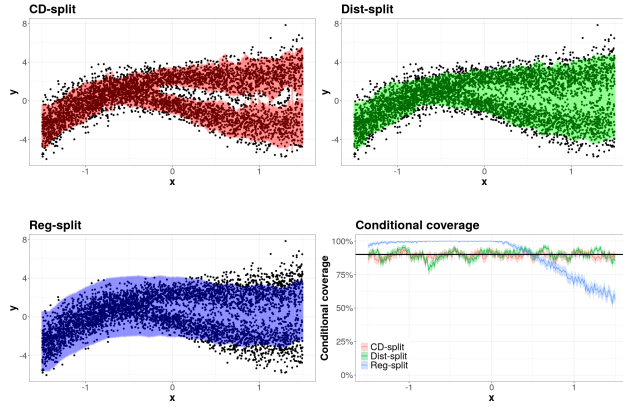 CD-split
8
4
0
-4
y
-1
0
1
x
Dist-split
8
4
0
-4
y
-1
0
1
x
Reg-split
8
4
0
-4
y
-1
0
1
x
Conditional coverage
100%
75%
50%
25%
0%
Conditional coverage
CD-split
Dist-split
Reg-split
-1
0
1
x